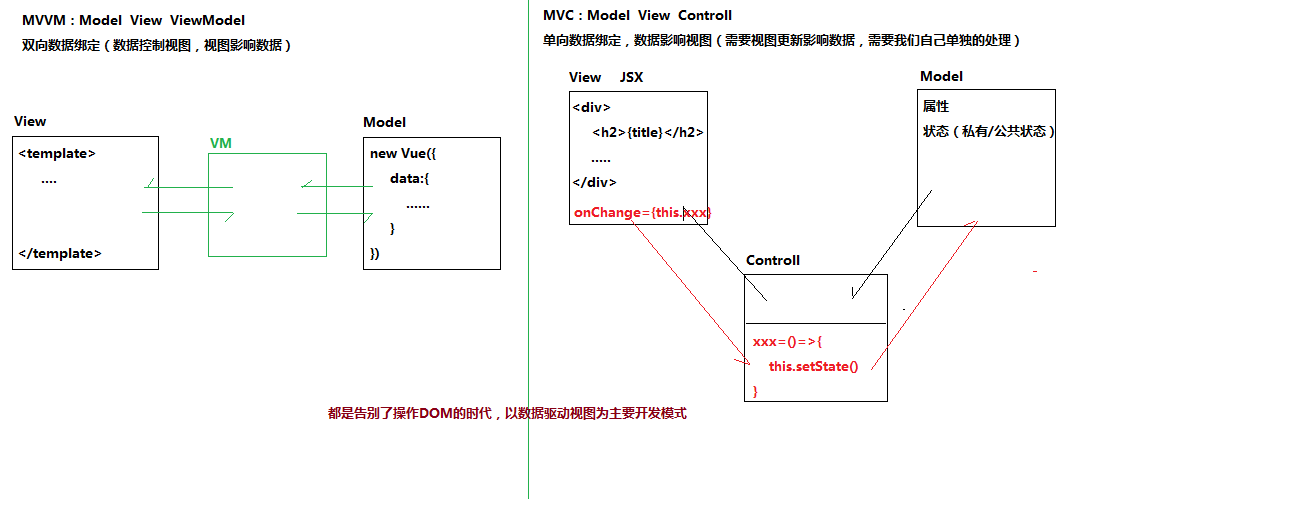 MVVM：Model View ViewModel
双向数据绑定（数据控制视图，视图影响数据）
View
<template>
....
</template>
VM
Model
new Vue({
data:{
......
}
})
MVC：Model View Controll
单向数据绑定，数据影响视图（需要视图更新影响数据，需要我们自己单独的处理）
View JSX
<div>
<h2>{title}</h2>
.....
</div>
onChange={this.xxx}
Model
属性
状态（私有/公共状态）
Controll
xxx=()=>{
this.setState()
}
都是告别了操作DOM的时代，以数据驱动视图为主要开发模式